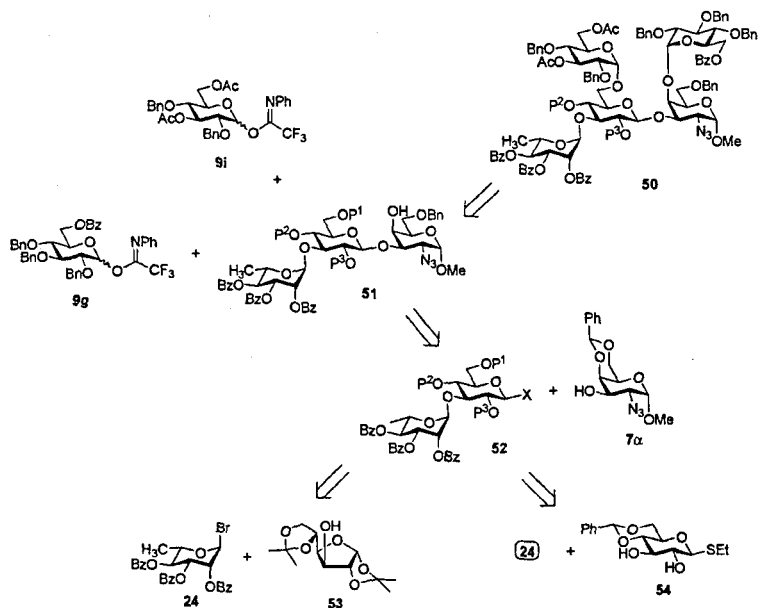 OAc
BnO
AcO
BnO
O
NPh
O
CF₃
9i
+
OBz
BnO
BnO
BnO
O
NPh
O
CF₃
9g
+
OAc
BnO
AcO
BnO
O
O
OBn
BnO
OBn
O
BzO
O
OBn
P²O
O
O
P³O
O
O
N₃
OMe
H₃C
O
BzO
BzO
OBz
50
OP¹
P²O
O
O
P³O
OH
OBn
O
O
N₃
OMe
H₃C
O
BzO
BzO
OBz
51
OP¹
P²O
O
O
P³O
X
O
BzO
BzO
OBz
52
+
Ph
O
O
O
HO
N₃
OMe
7α
Br
H₃C
O
BzO
BzO
OBz
24
+
O
OH
O
O
O
O
53
24
+
Ph
O
O
O
HO
HO
SEt
54